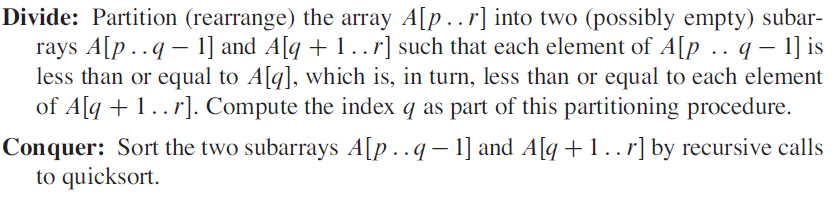 Divide: Partition (rearrange) the array A[p..r] into two (possibly empty) subar-
rays A[p..q − 1] and A[q + 1..r] such that each element of A[p .. q − 1] is
less than or equal to A[q], which is, in turn, less than or equal to each element
of A[q + 1..r]. Compute the index q as part of this partitioning procedure.
Conquer: Sort the two subarrays A[p..q − 1] and A[q + 1..r] by recursive calls
to quicksort.